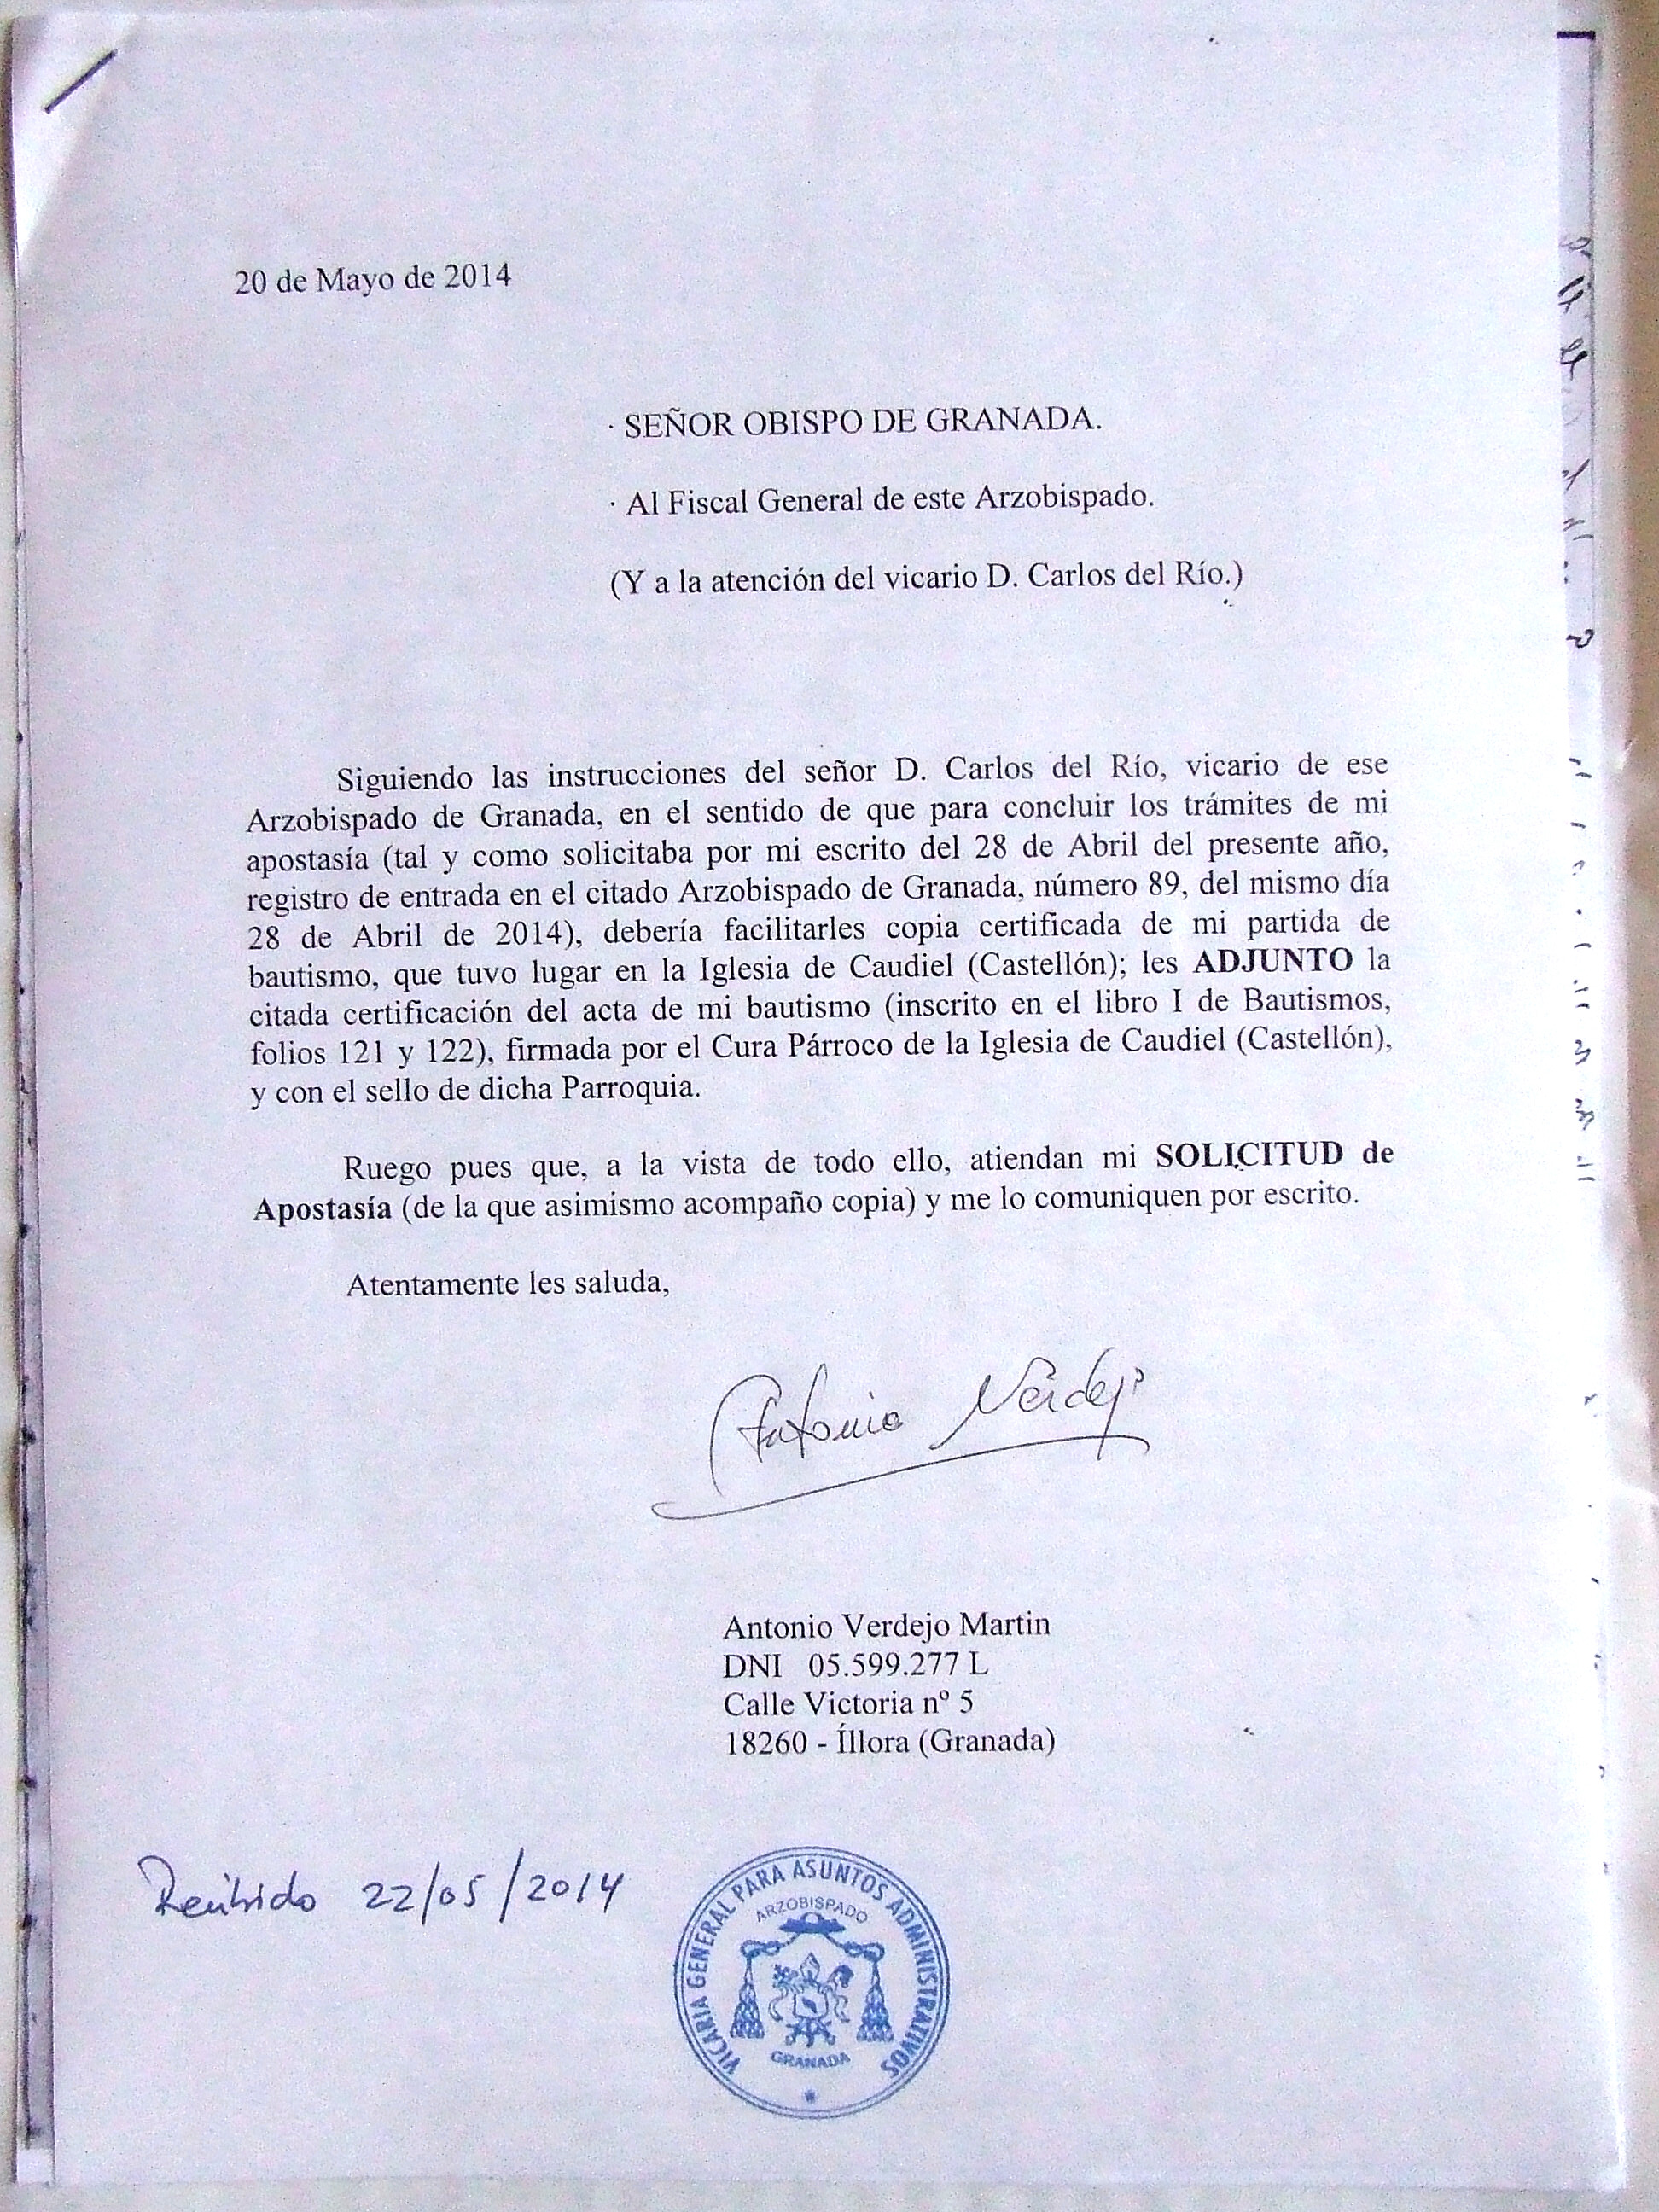 20 de Mayo de 2014
· SEÑOR OBISPO DE GRANADA.
· Al Fiscal General de este Arzobispado.
(Y a la atención del vicario D. Carlos del Río.)
Siguiendo las instrucciones del señor D. Carlos del Río, vicario de ese
Arzobispado de Granada, en el sentido de que para concluir los trámites de mi
apostasía (tal y como solicitaba por mi escrito del 28 de Abril del presente año,
registro de entrada en el citado Arzobispado de Granada, número 89, del mismo día
28 de Abril de 2014), debería facilitarles copia certificada de mi partida de
bautismo, que tuvo lugar en la Iglesia de Caudiel (Castellón); les ADJUNTO la
citada certificación del acta de mi bautismo (inscrito en el libro I de Bautismos,
folios 121 y 122), firmada por el Cura Párroco de la Iglesia de Caudiel (Castellón),
y con el sello de dicha Parroquia.
Ruego pues que, a la vista de todo ello, atiendan mi SOLICITUD de
Apostasía (de la que asimismo acompaño copia) y me lo comuniquen por escrito.
Atentamente les saluda,
Antonio Verdejo
Antonio Verdejo Martin
DNI 05.599.277 L
Calle Victoria nº 5
18260 - Íllora (Granada)
Recibido 22/05/2014
VICARIA GENERAL PARA ASUNTOS ADMINISTRATIVOS
ARZOBISPADO
GRANADA